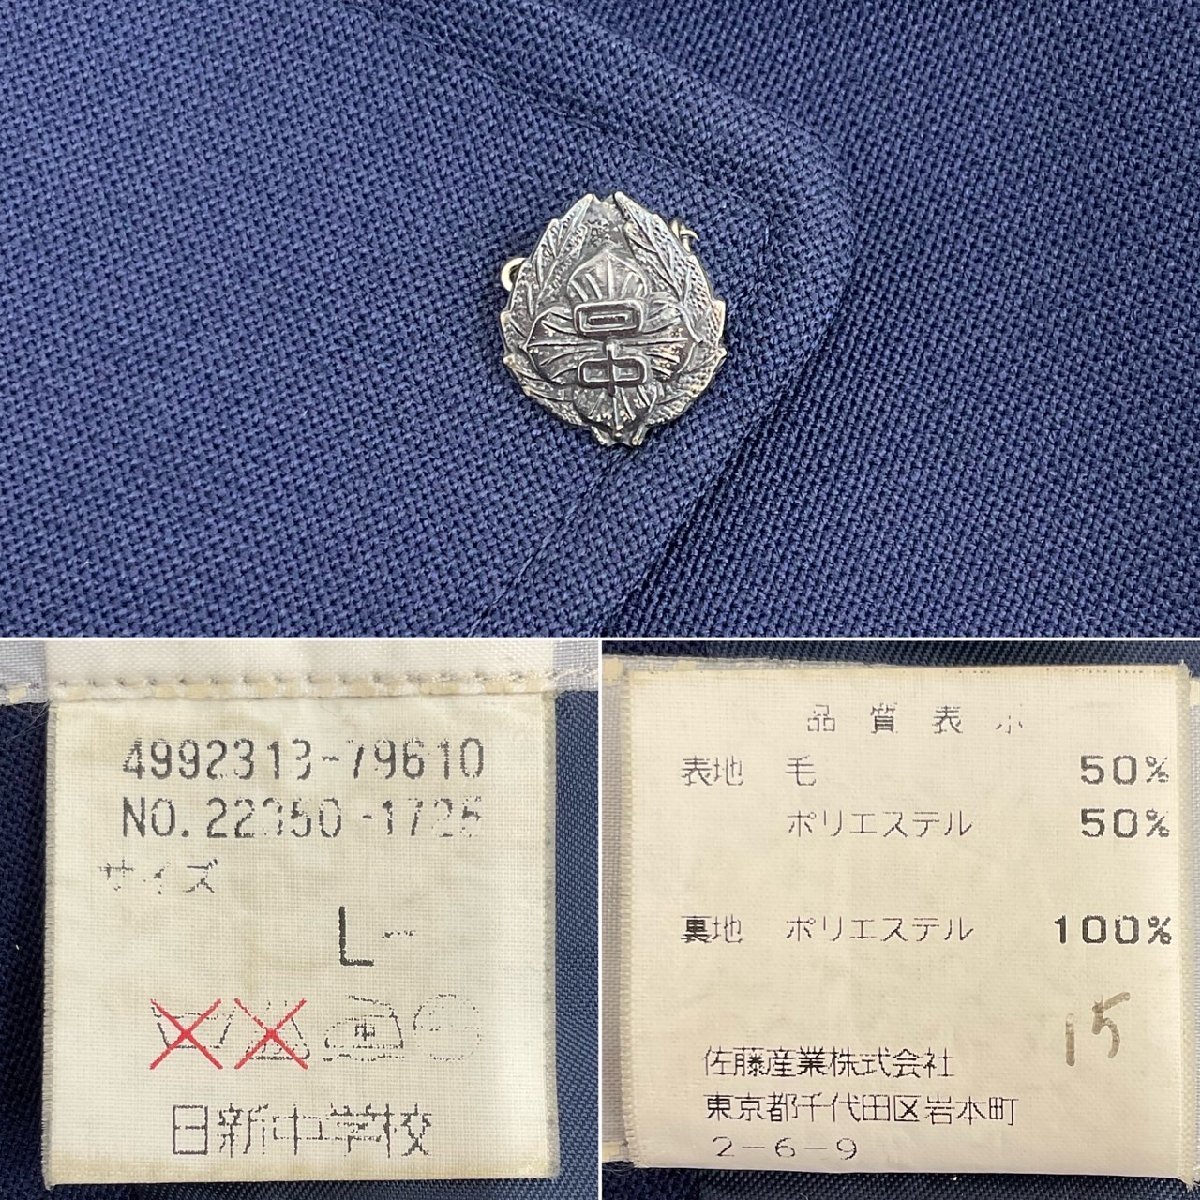 日
中
4992313-79610
NO.22350-1725
サイズ
L-
中
日新中学校
品質表示
表地 毛 50%
ポリエステル 50%
裏地 ポリエステル 100%
15
佐藤産業株式会社
東京都千代田区岩本町
2-6-9